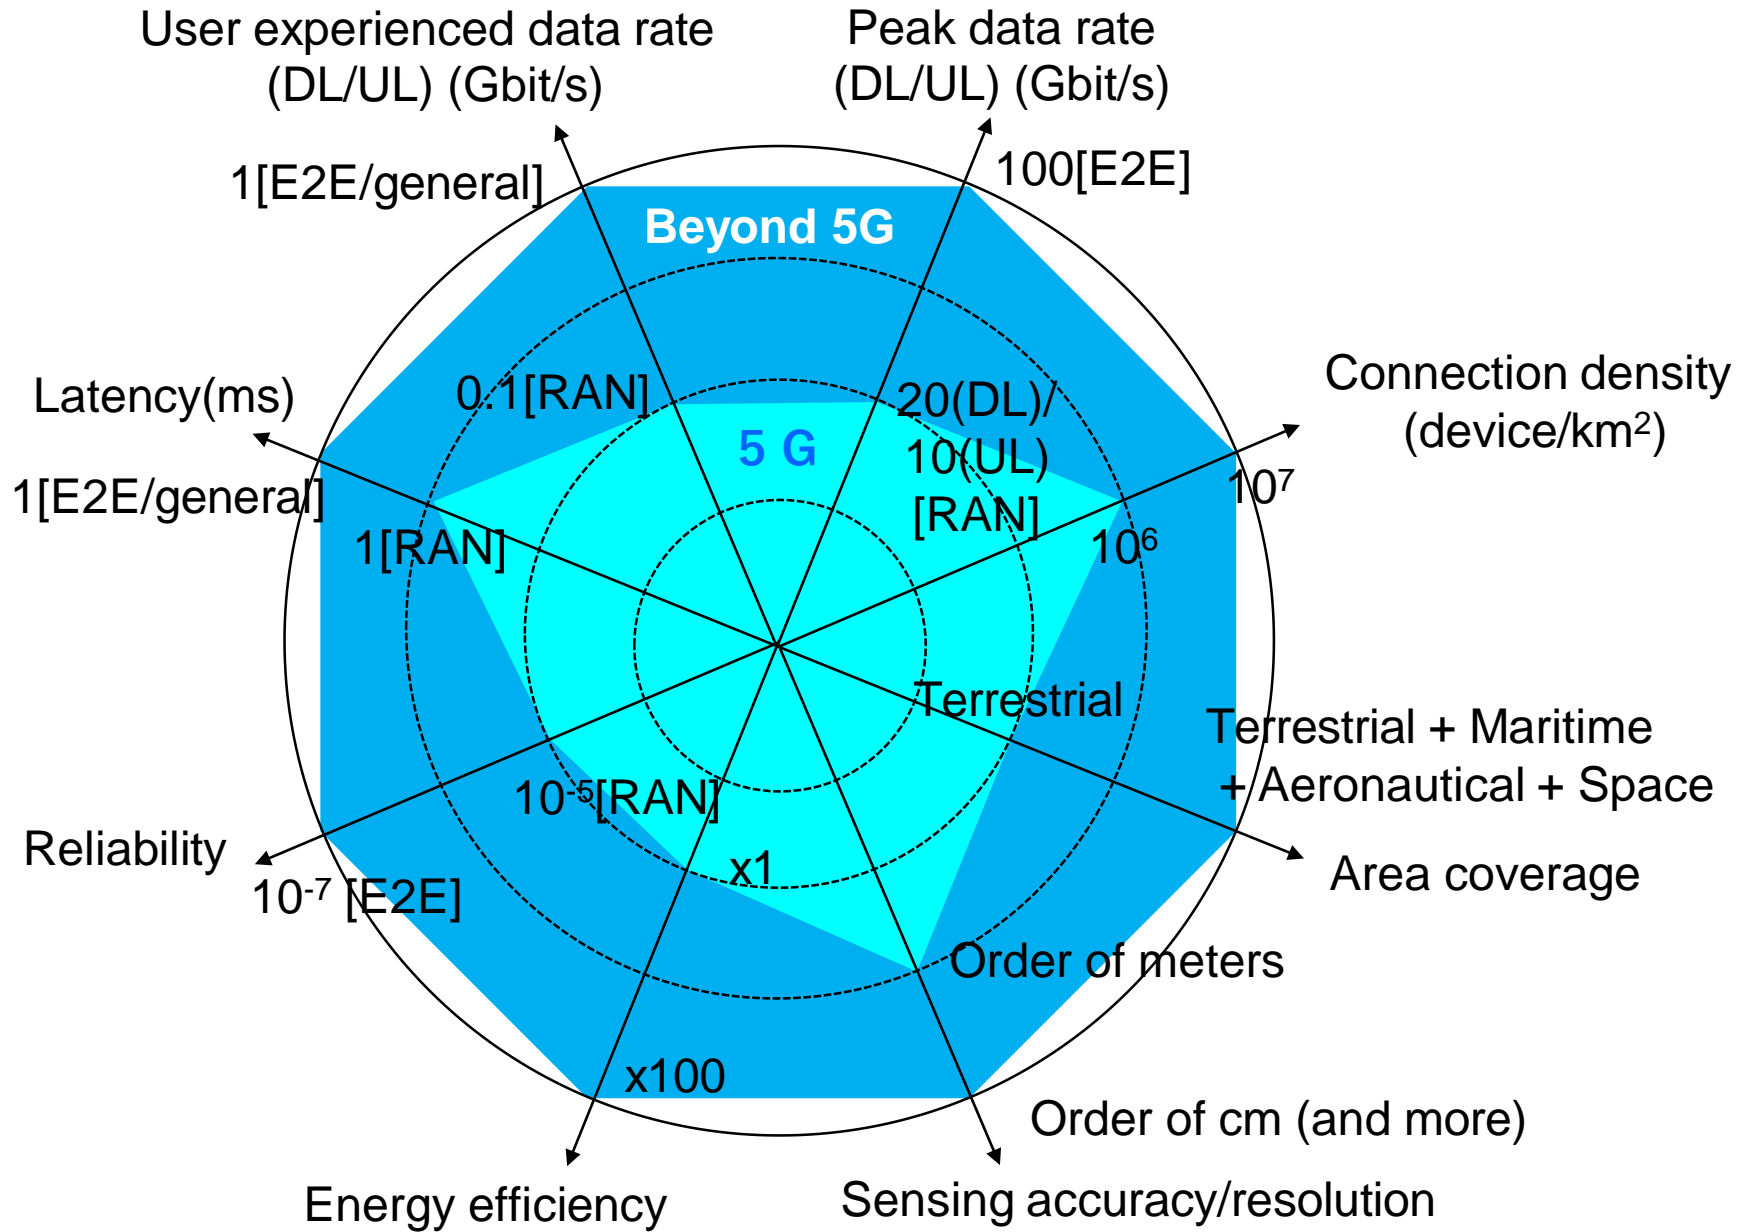 User experienced data rate
(DL/UL) (Gbit/s)
Peak data rate
(DL/UL) (Gbit/s)
1[E2E/general]
100[E2E]
Beyond 5G
Latency(ms)
0.1[RAN]
20(DL)/
10(UL)
[RAN]
5 G
Connection density
(device/km²)
1[E2E/general]
1[RAN]
10⁷
10⁶
Terrestrial
Terrestrial + Maritime
+ Aeronautical + Space
Area coverage
10⁻⁵[RAN]
Reliability
10⁻⁷ [E2E]
x1
Order of meters
x100
Order of cm (and more)
Energy efficiency
Sensing accuracy/resolution